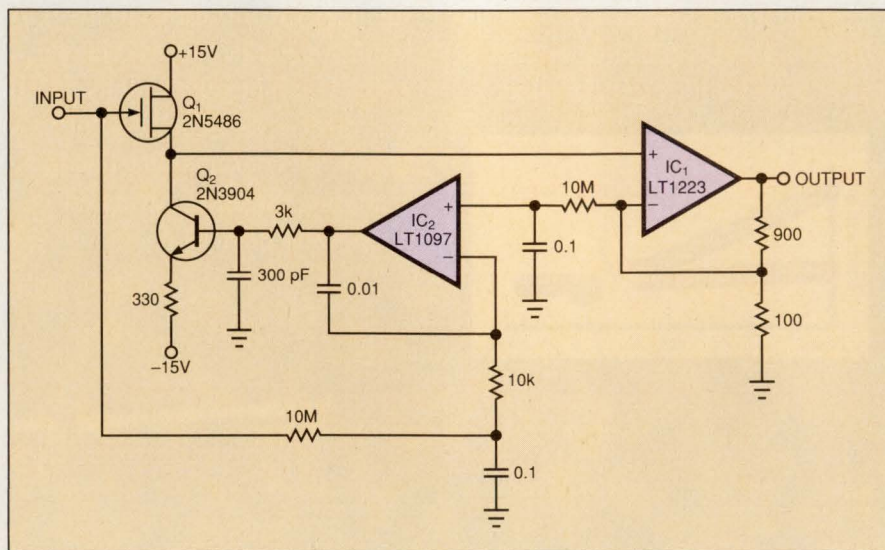 +15V
INPUT
Q1
2N5486
Q2
2N3904
3k
300 pF
330
–15V
0.01
IC2
LT1097
+
–
10M
0.1
+
–
IC1
LT1223
OUTPUT
900
100
10k
10M
0.1